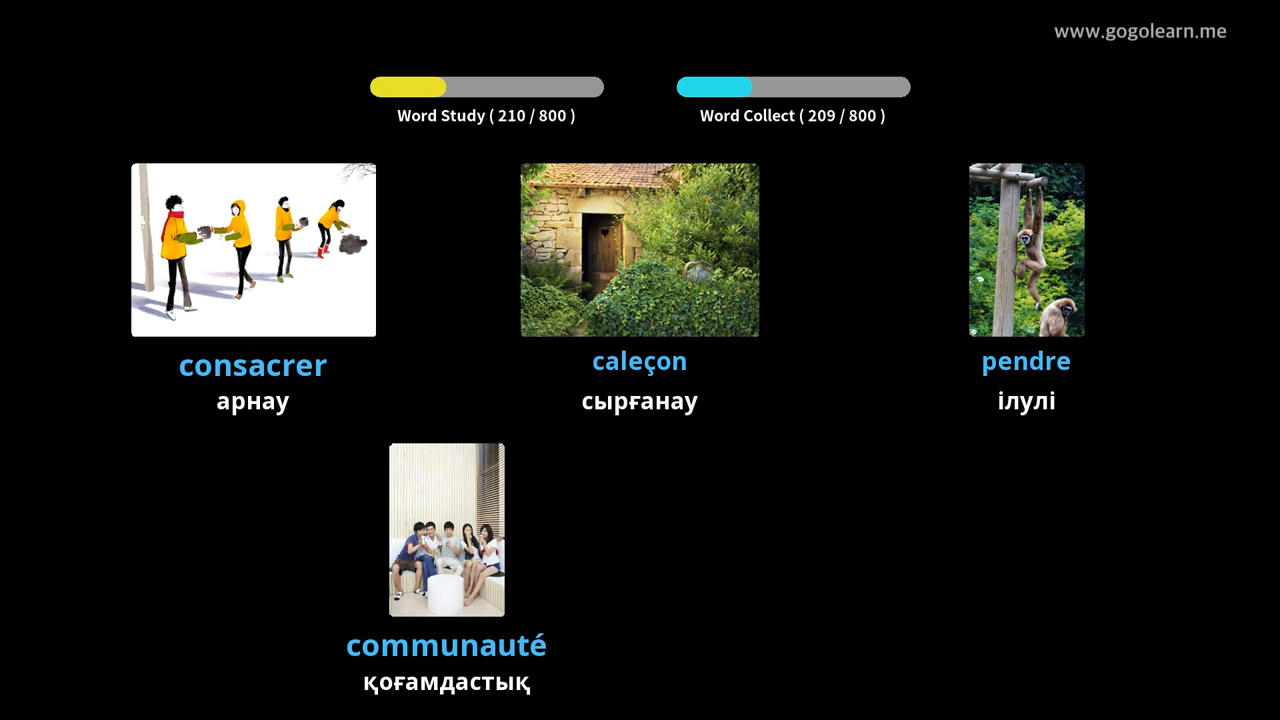 www.gogolearn.me
Word Study ( 210 / 800 )
Word Collect ( 209 / 800 )
consacrer
арнау
caleçon
сырғанау
pendre
ілулі
communauté
қоғамдастық